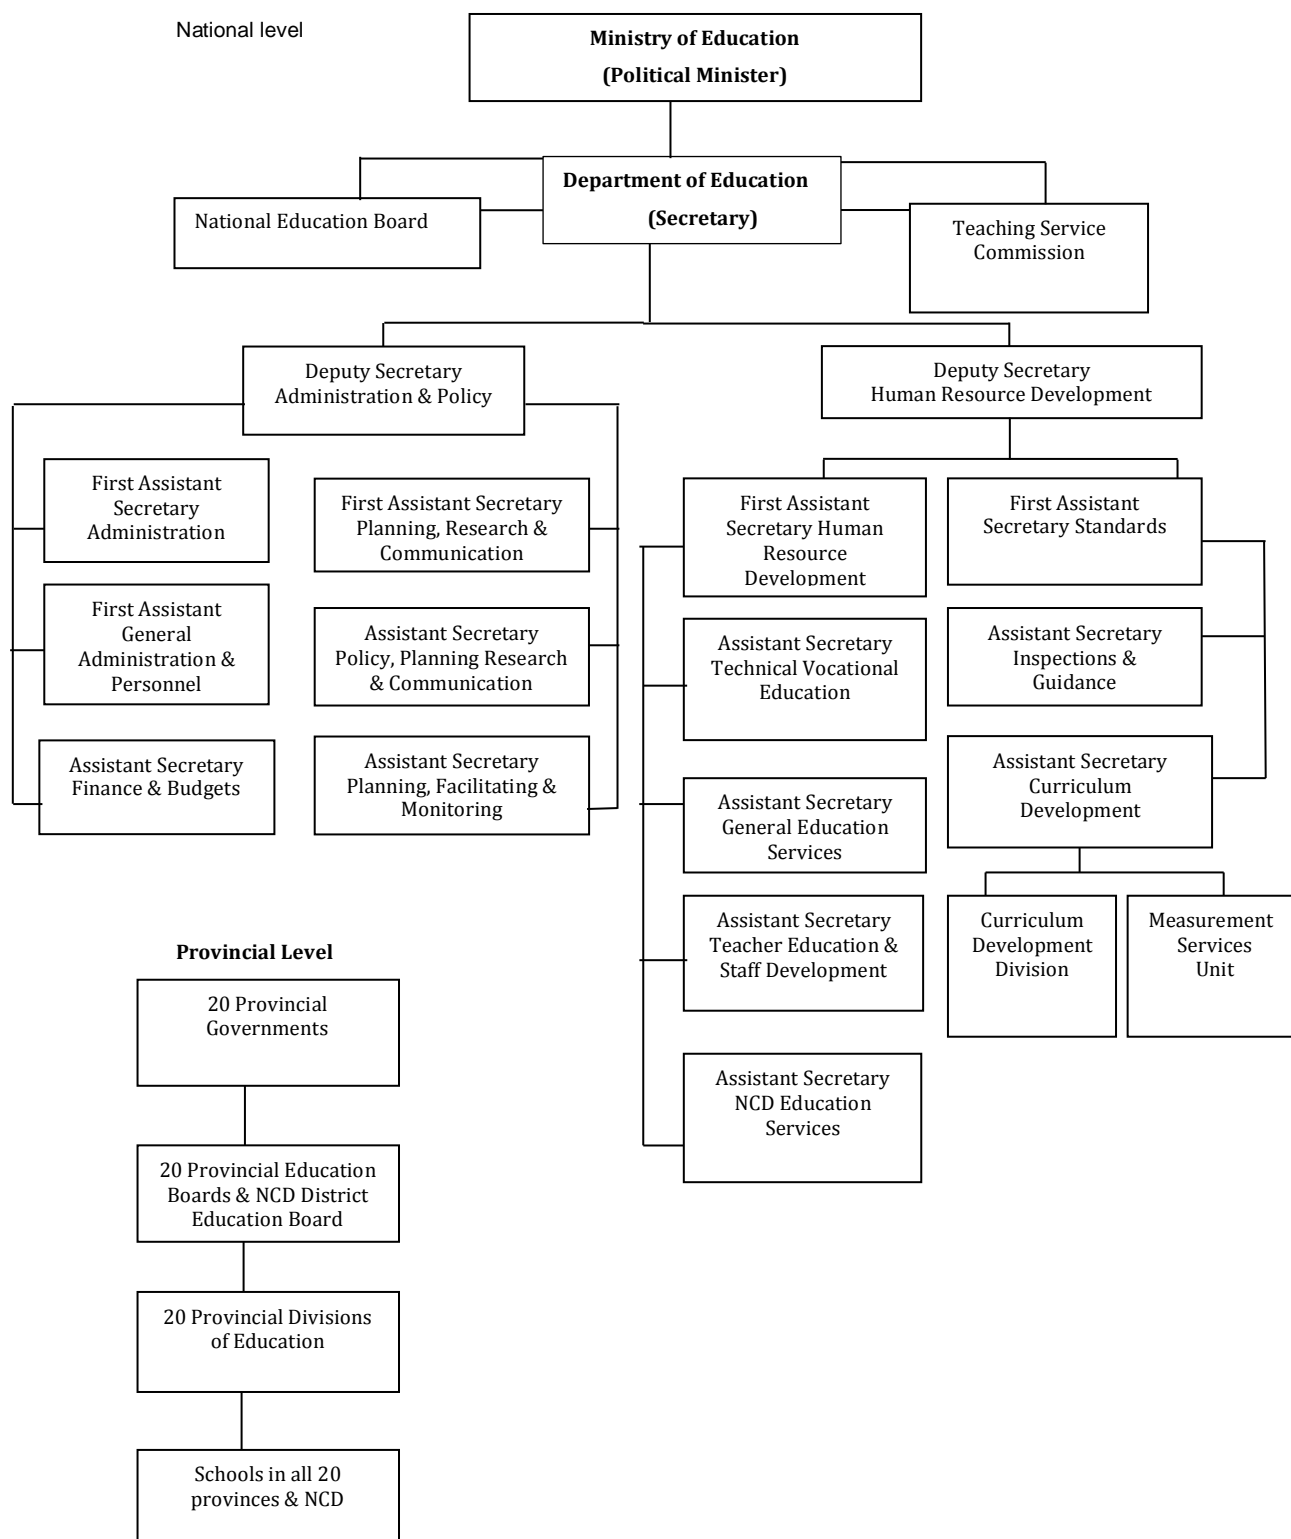 National level
Ministry of Education
(Political Minister)
Department of Education
(Secretary)
National Education Board
Teaching Service
Commission
Deputy Secretary
Administration & Policy
Deputy Secretary
Human Resource Development
First Assistant
Secretary
Administration
First Assistant Secretary
Planning, Research &
Communication
First Assistant
Secretary Human
Resource
Development
First Assistant
Secretary Standards
First Assistant
General
Administration &
Personnel
Assistant Secretary
Policy, Planning Research
& Communication
Assistant Secretary
Technical Vocational
Education
Assistant Secretary
Inspections &
Guidance
Assistant Secretary
Finance & Budgets
Assistant Secretary
Planning, Facilitating &
Monitoring
Assistant Secretary
General Education
Services
Assistant Secretary
Curriculum
Development
Assistant Secretary
Teacher Education &
Staff Development
Curriculum
Development
Division
Measurement
Services
Unit
Assistant Secretary
NCD Education
Services
Provincial Level
20 Provincial
Governments
20 Provincial Education
Boards & NCD District
Education Board
20 Provincial Divisions
of Education
Schools in all 20
provinces & NCD